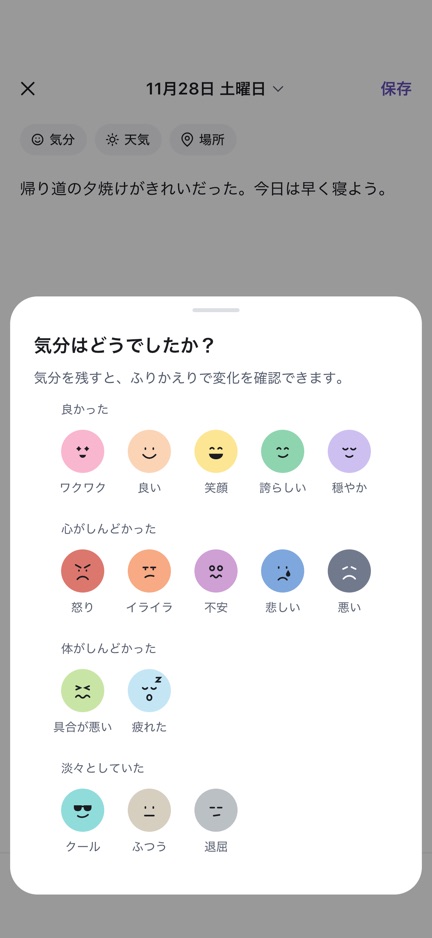 11月28日 土曜日
保存
気分
天気
場所
帰り道の夕焼けがきれいだった。今日は早く寝よう。
気分はどうでしたか？
気分を残すと、ふりかえりで変化を確認できます。
良かった
ワクワク 良い 笑顔 誇らしい 穏やか
心がしんどかった
怒り イライラ 不安 悲しい 悪い
体がしんどかった
z
具合が悪い 疲れた
淡々としていた
クール ふつう 退屈